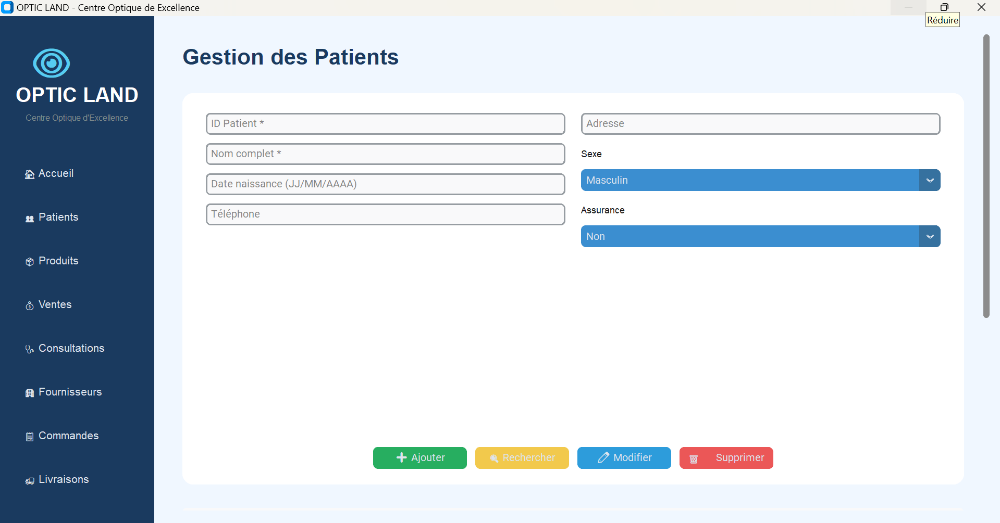 OPTIC LAND - Centre Optique de Excellence
Réduire
OPTIC LAND
Centre Optique d'Excellence
Accueil
Patients
Produits
Ventes
Consultations
Fournisseurs
Commandes
Livraisons
Gestion des Patients
ID Patient *
Nom complet *
Date naissance (JJ/MM/AAAA)
Téléphone
Adresse
Sexe
Masculin
Assurance
Non
Ajouter
Rechercher
Modifier
Supprimer